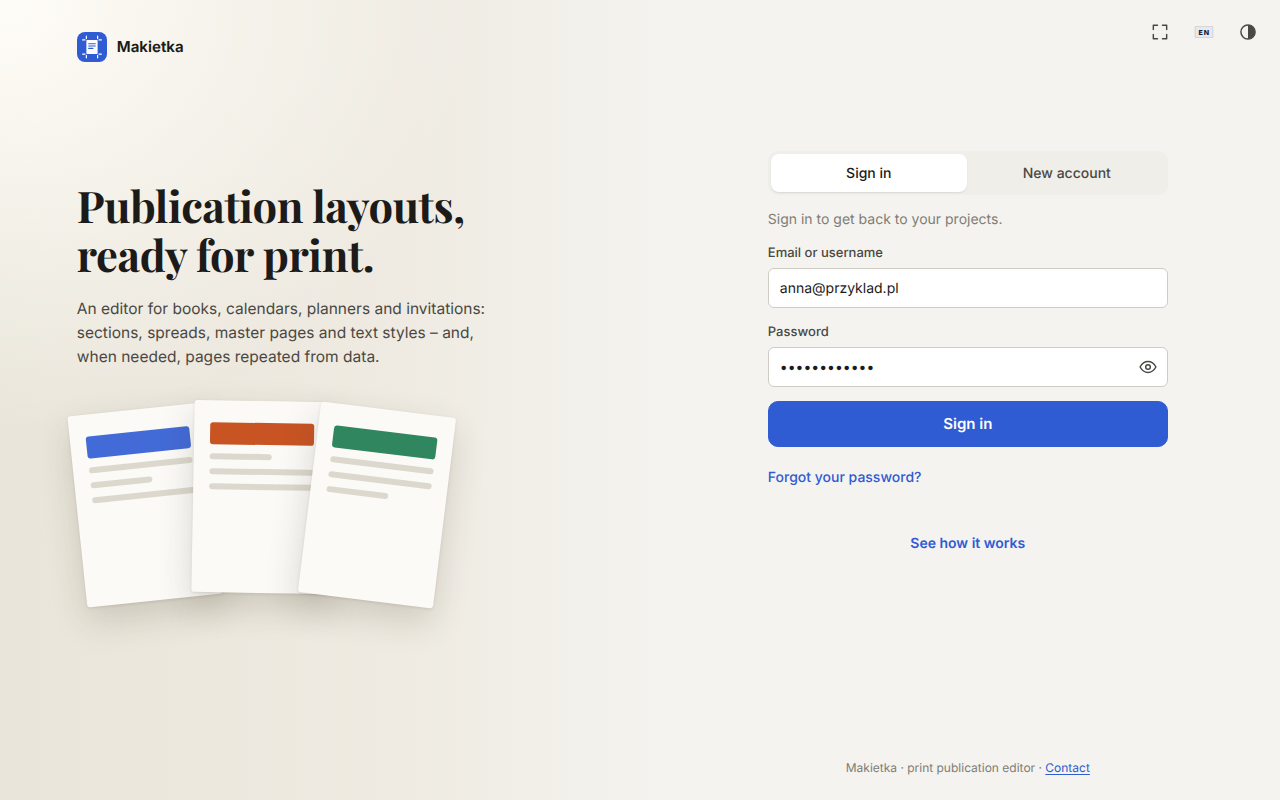 Makietka
EN
Publication layouts,
ready for print.
An editor for books, calendars, planners and invitations:
sections, spreads, master pages and text styles – and,
when needed, pages repeated from data.
Sign in
New account
Sign in to get back to your projects.
Email or username
anna@przyklad.pl
Password
••••••••••••
Sign in
Forgot your password?
See how it works
Makietka · print publication editor · Contact